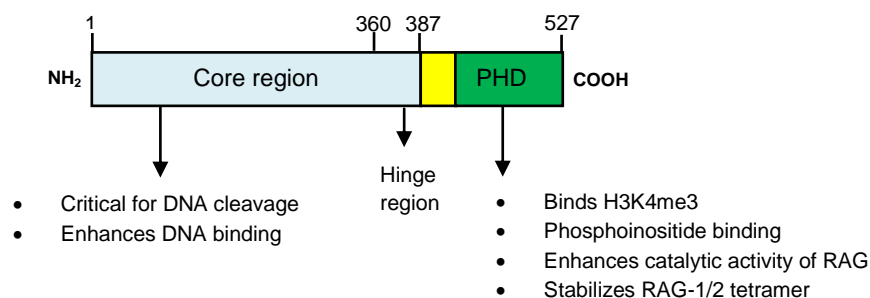 1 360 387 527
NH₂ Core region PHD COOH
Hinge
region
• Critical for DNA cleavage
• Enhances DNA binding
• Binds H3K4me3
• Phosphoinositide binding
• Enhances catalytic activity of RAG
• Stabilizes RAG-1/2 tetramer